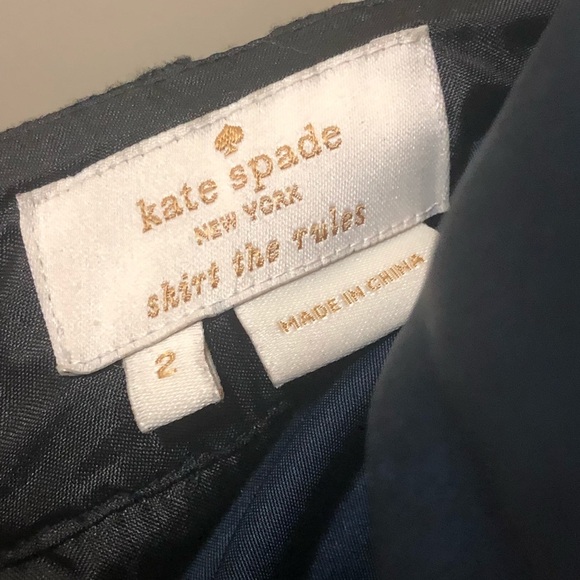 kate spade
NEW YORK
skirt the rules
2
MADE IN CHINA